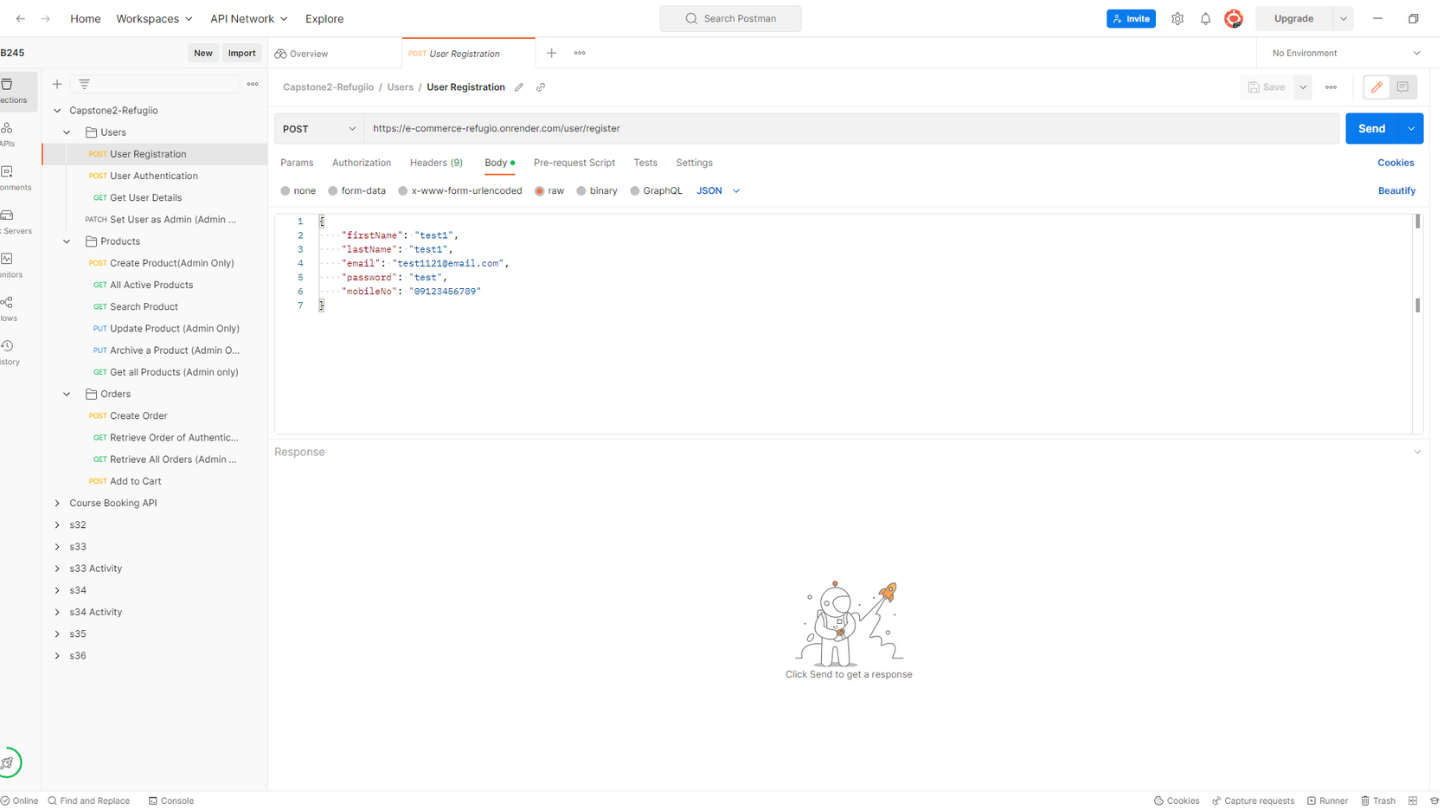 Home Workspaces API Network Explore Search Postman Invite Upgrade
B245 New Import Overview POST User Registration No Environment
Capstone2-Refugiio / Users / User Registration Save
Capstone2-Refugiio
POST https://e-commerce-refugio.onrender.com/user/register Send
Params Authorization Headers (9) Body Pre-request Script Tests Settings Cookies
none form-data x-www-form-urlencoded raw binary GraphQL JSON Beautify
1 {
2 "firstName": "test1",
3 "lastName": "test1",
4 "email": "test1121@email.com",
5 "password": "test",
6 "mobileNo": "09123456789"
7 }
Response
Click Send to get a response
ections
APIs
onments
Servers
nitors
lows
istory
Users
POST User Registration
POST User Authentication
GET Get User Details
PATCH Set User as Admin (Admin ...
Products
POST Create Product(Admin Only)
GET All Active Products
GET Search Product
PUT Update Product (Admin Only)
PUT Archive a Product (Admin O...
GET Get all Products (Admin only)
Orders
POST Create Order
GET Retrieve Order of Authentic...
GET Retrieve All Orders (Admin ...
POST Add to Cart
Course Booking API
s32
s33
s33 Activity
s34
s34 Activity
s35
s36
Online Find and Replace Console Cookies Capture requests Runner Trash